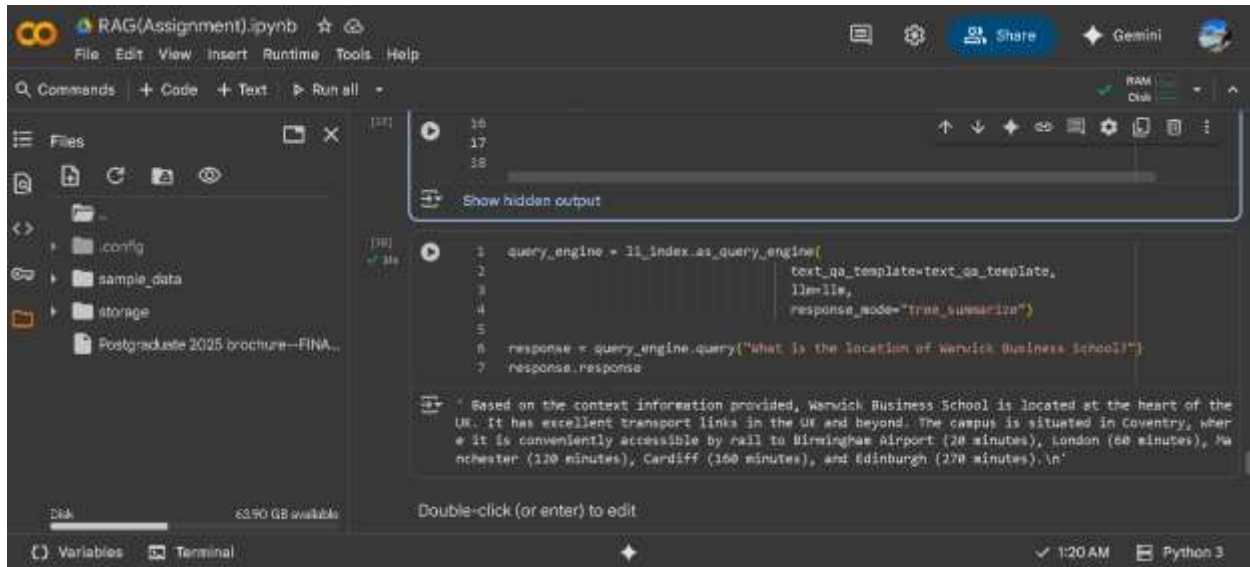 RAG(Assignment).ipynb
File Edit View Insert Runtime Tools Help
Share
Gemini
Commands + Code + Text Run all
RAM
Disk
Files
..
.config
sample_data
storage
Postgraduate 2025 brochure—FINA...
Disk
63.90 GB available
16
17
18
Show hidden output
1 query_engine = li_index.as_query_engine(
2 text_qa_template=text_qa_template,
3 llm=llm,
4 response_mode="tree_summarize")
5
6 response = query_engine.query("What is the location of Warwick Business School?")
7 response.response
' Based on the context information provided, Warwick Business School is located at the heart of the
UK. It has excellent transport links in the UK and beyond. The campus is situated in Coventry, wher
e it is conveniently accessible by rail to Birmingham Airport (20 minutes), London (60 minutes), Ma
nchester (120 minutes), Cardiff (160 minutes), and Edinburgh (270 minutes).\n'
Double-click (or enter) to edit
Variables Terminal
1:20 AM Python 3